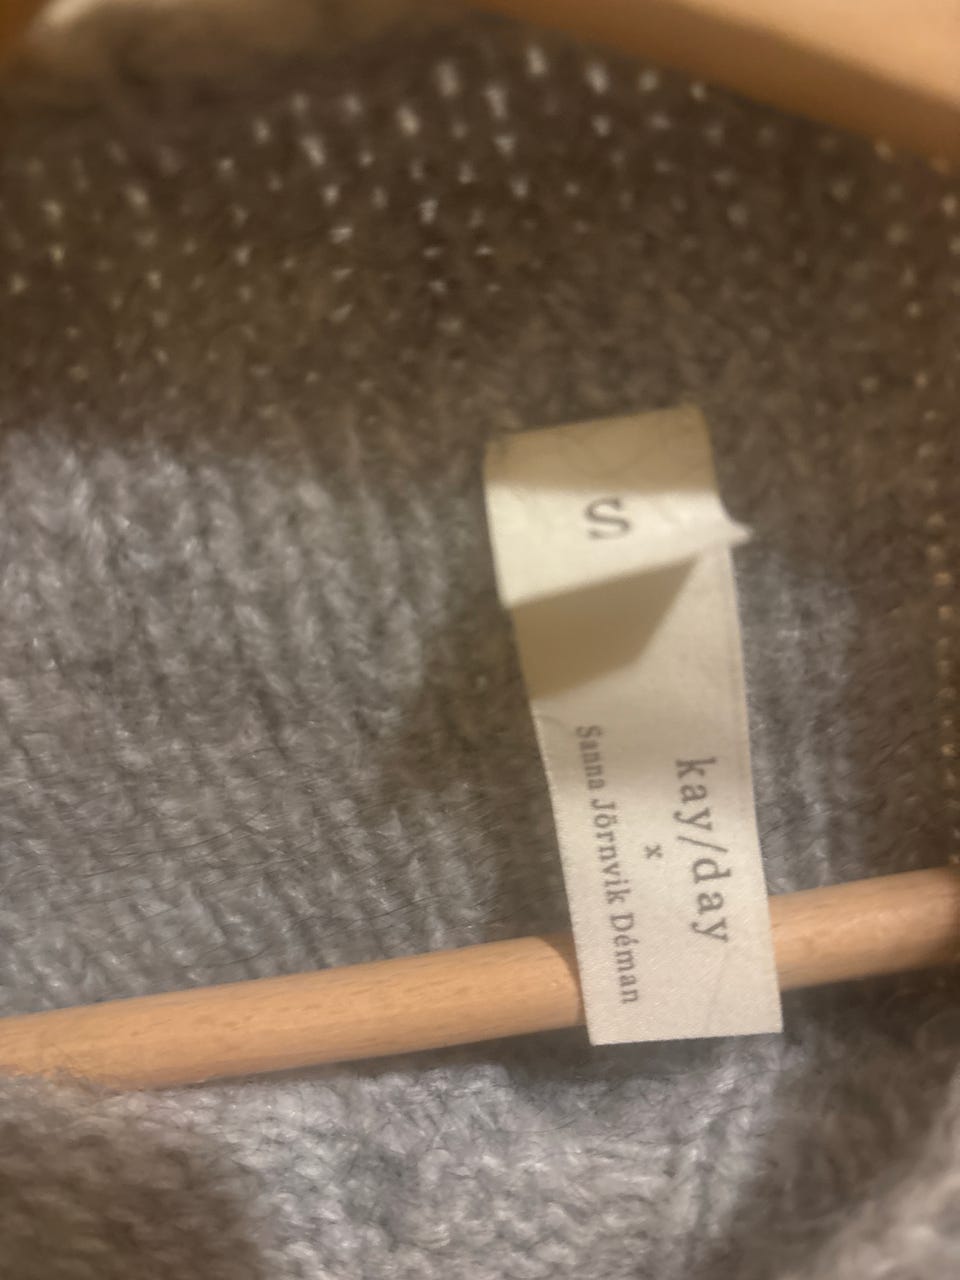 S
kay/day
x
Sanna Jörnvik Déman